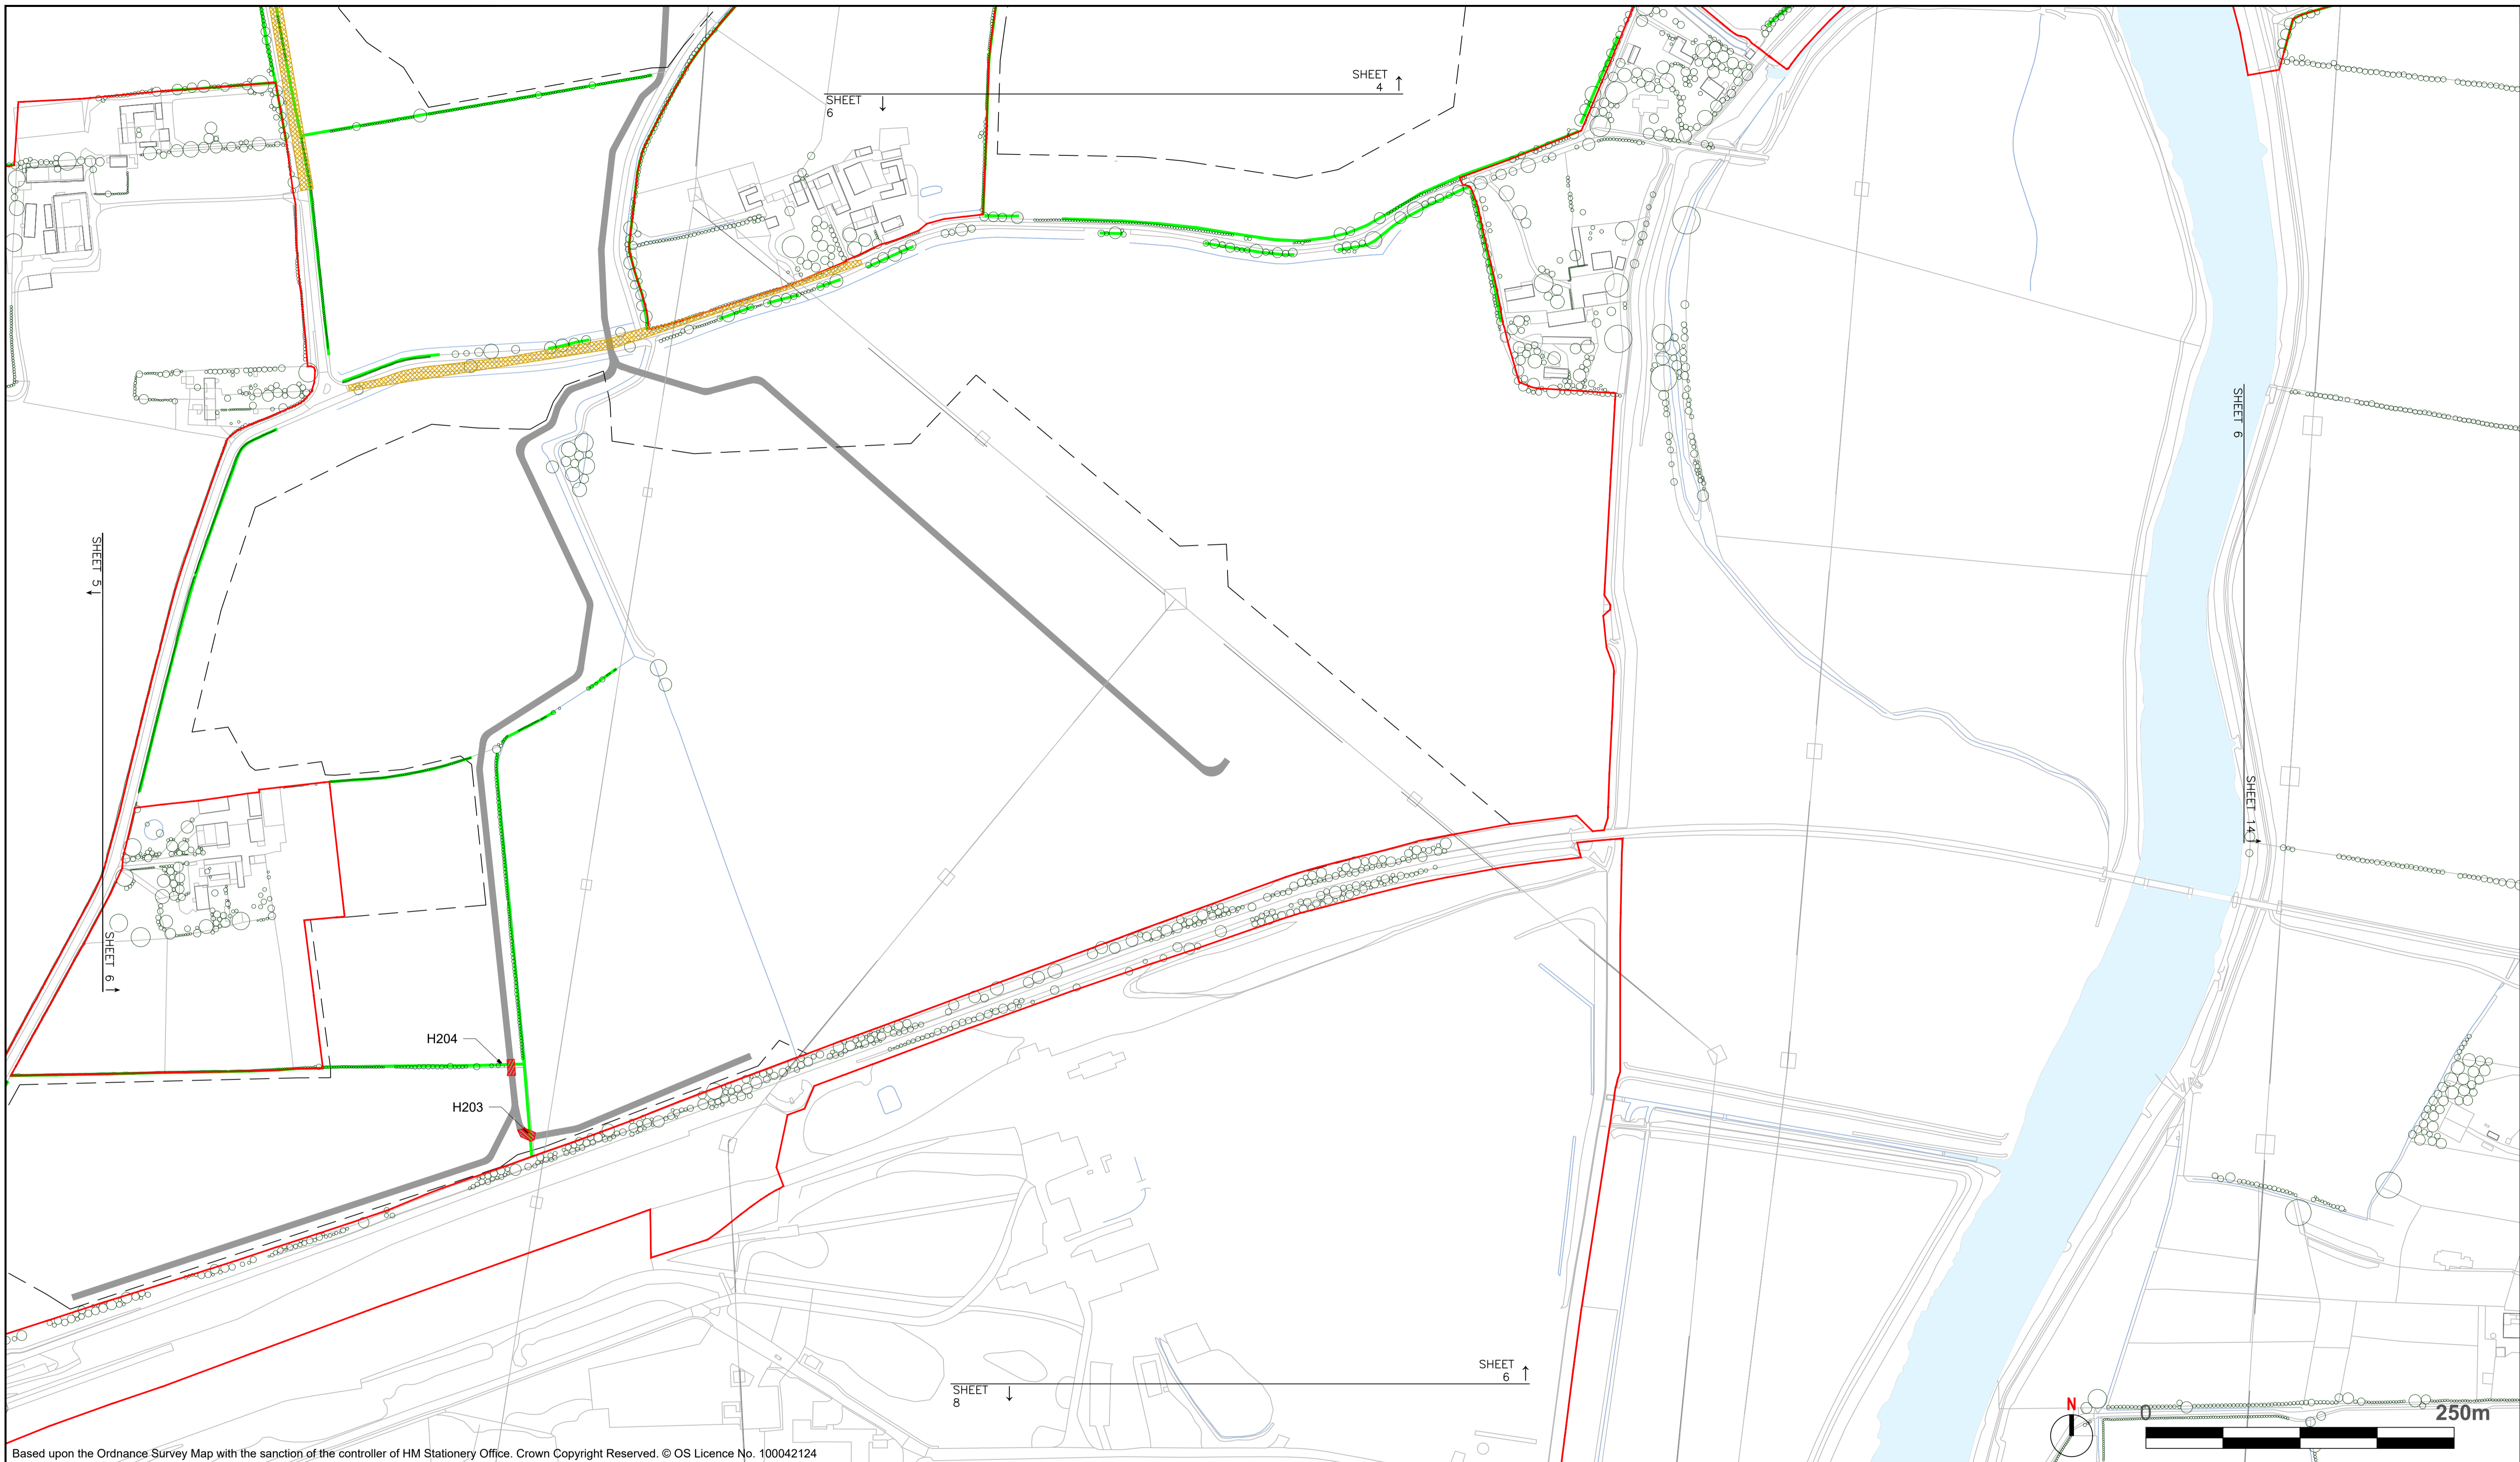 SHEET
4
SHEET
6
SHEET 6
SHEET 5
SHEET 14
SHEET 6
H204
H203
SHEET
6
SHEET
8
N
0
250m
Based upon the Ordnance Survey Map with the sanction of the controller of HM Stationery Office. Crown Copyright Reserved. © OS Licence No. 100042124